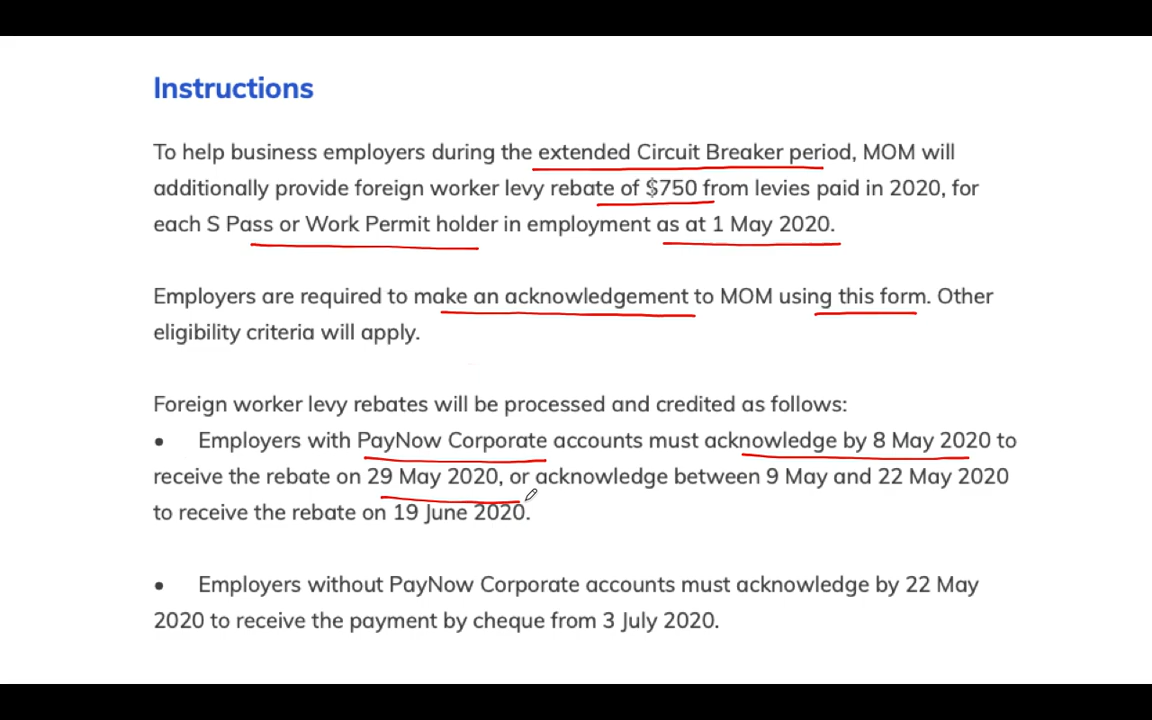 Instructions
To help business employers during the extended Circuit Breaker period, MOM will
additionally provide foreign worker levy rebate of $750 from levies paid in 2020, for
each S Pass or Work Permit holder in employment as at 1 May 2020.
Employers are required to make an acknowledgement to MOM using this form. Other
eligibility criteria will apply.
Foreign worker levy rebates will be processed and credited as follows:
• Employers with PayNow Corporate accounts must acknowledge by 8 May 2020 to
receive the rebate on 29 May 2020, or acknowledge between 9 May and 22 May 2020
to receive the rebate on 19 June 2020.
• Employers without PayNow Corporate accounts must acknowledge by 22 May
2020 to receive the payment by cheque from 3 July 2020.